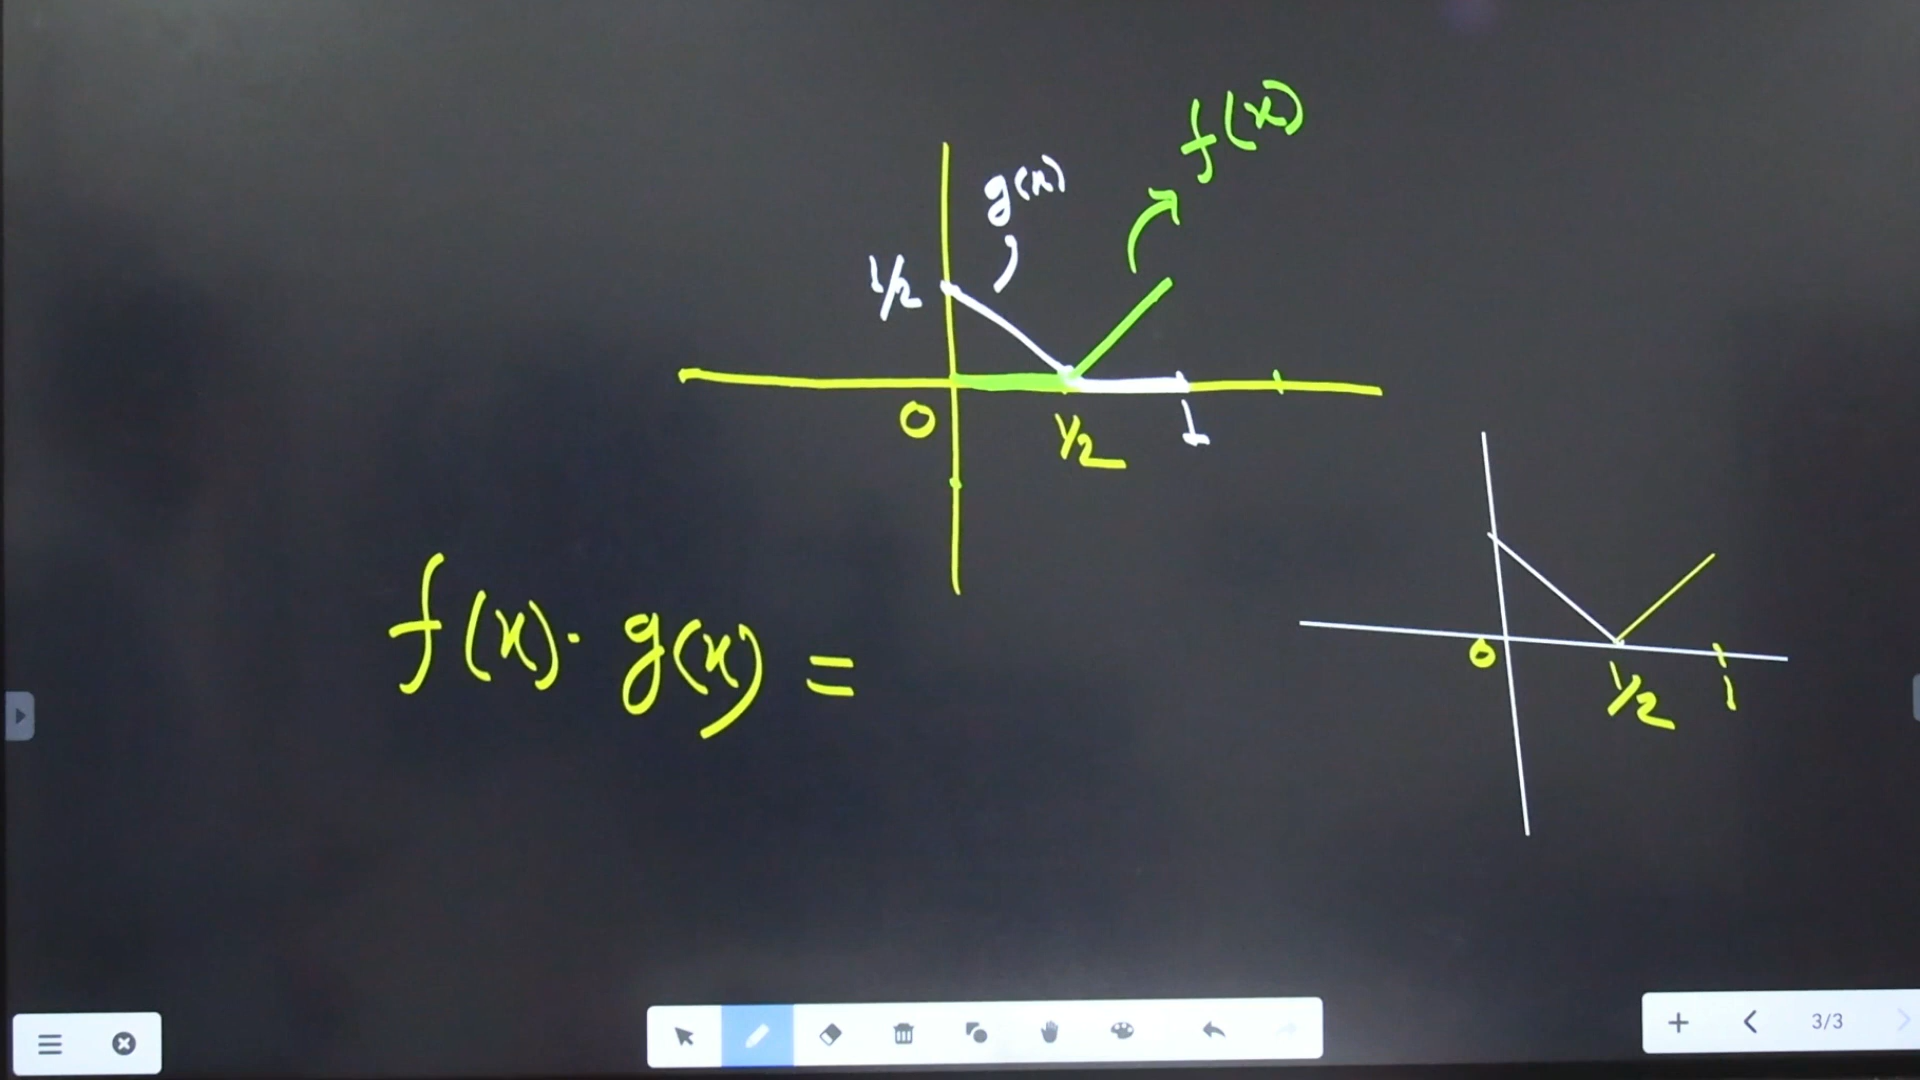 f(x)
g(x)
1/2
0
1/2
1
f(x). g(x) =
0
1/2
1
3/3